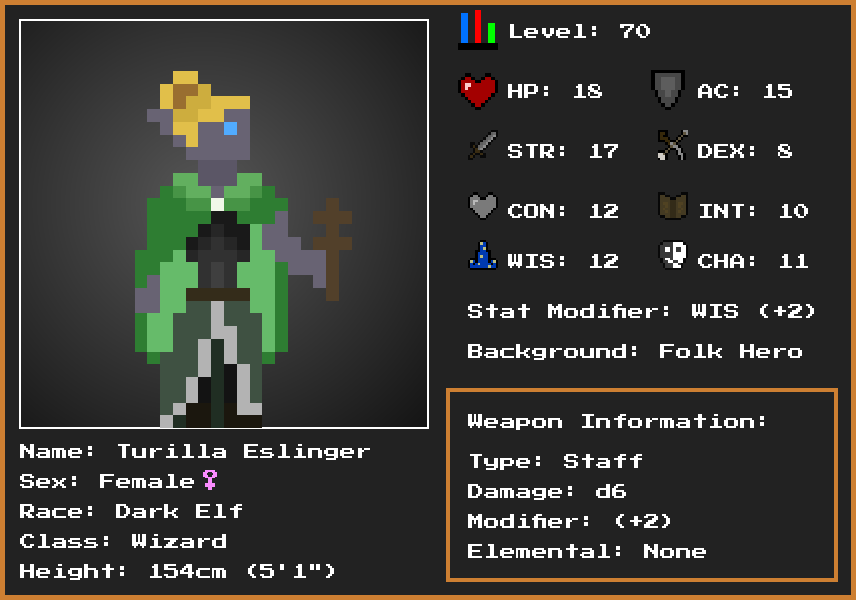 Level: 70
HP: 18
AC: 15
STR: 17
DEX: 8
CON: 12
INT: 10
WIS: 12
CHA: 11
Stat Modifier: WIS (+2)
Background: Folk Hero
Weapon Information:
Type: Staff
Damage: d6
Modifier: (+2)
Elemental: None
Name: Turilla Eslinger
Sex: Female♀
Race: Dark Elf
Class: Wizard
Height: 154cm (5'1")